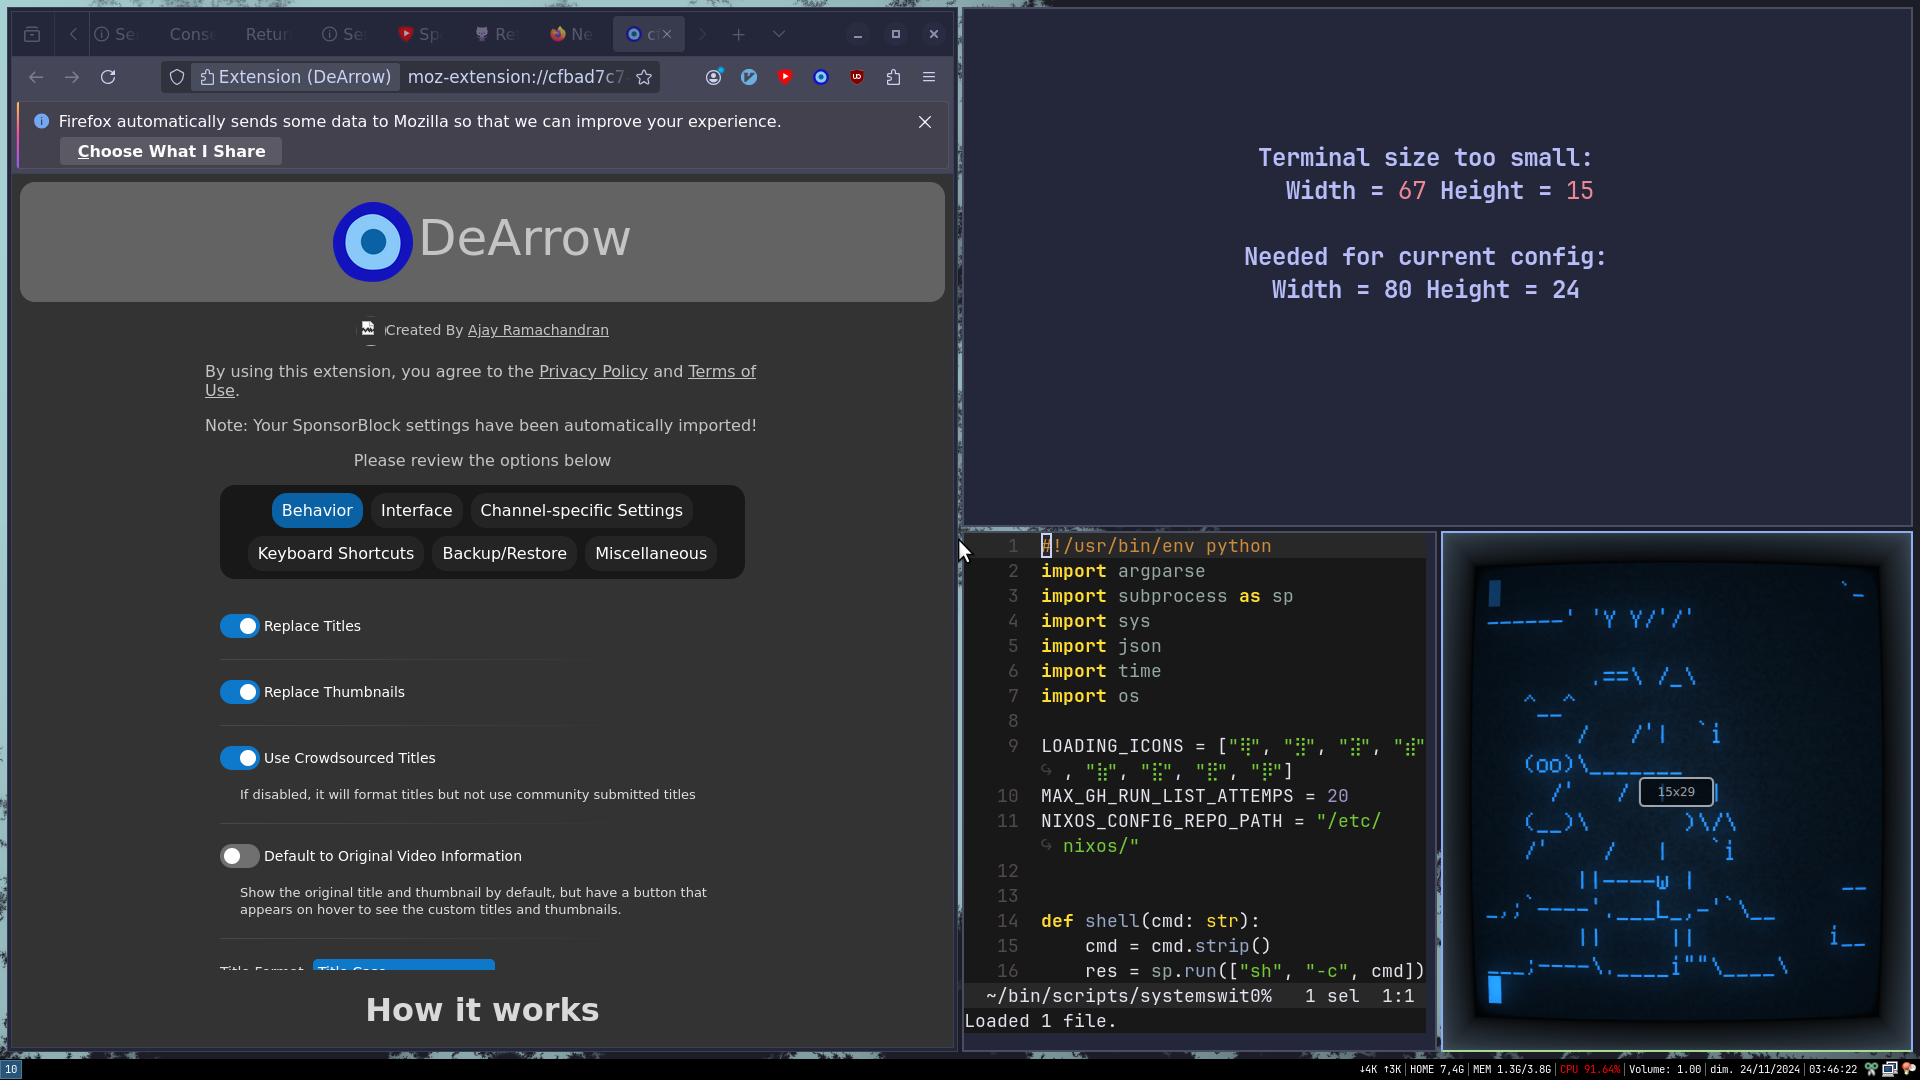 Se
Cons
Retur
Se
Sp
Re
Ne
cf
Extension (DeArrow)
moz-extension://cfbad7c7
Firefox automatically sends some data to Mozilla so that we can improve your experience.
Choose What I Share
DeArrow
Created By Ajay Ramachandran
By using this extension, you agree to the Privacy Policy and Terms of
Use.
Note: Your SponsorBlock settings have been automatically imported!
Please review the options below
Behavior
Interface
Channel-specific Settings
Keyboard Shortcuts
Backup/Restore
Miscellaneous
Replace Titles
Replace Thumbnails
Use Crowdsourced Titles
If disabled, it will format titles but not use community submitted titles
Default to Original Video Information
Show the original title and thumbnail by default, but have a button that
appears on hover to see the custom titles and thumbnails.
Title Format Title Case
How it works
Terminal size too small:
Width = 67 Height = 15
Needed for current config:
Width = 80 Height = 24
1 #!/usr/bin/env python
2 import argparse
3 import subprocess as sp
4 import sys
5 import json
6 import time
7 import os
8
9 LOADING_ICONS = ["⢿", "⣻", "⣽", "⣾"
↪ , "⣷", "⣯", "⣟", "⡿"]
10 MAX_GH_RUN_LIST_ATTEMPS = 20
11 NIXOS_CONFIG_REPO_PATH = "/etc/
↪ nixos/"
12
13
14 def shell(cmd: str):
15 cmd = cmd.strip()
16 res = sp.run(["sh", "-c", cmd])
~/bin/scripts/systemswit0% 1 sel 1:1
Loaded 1 file.
15x29
10
↓4K ↑3K| HOME 7,4G| MEM 1.3G/3.8G| CPU 91.64%| Volume: 1.00 |dim. 24/11/2024 |03:46:22